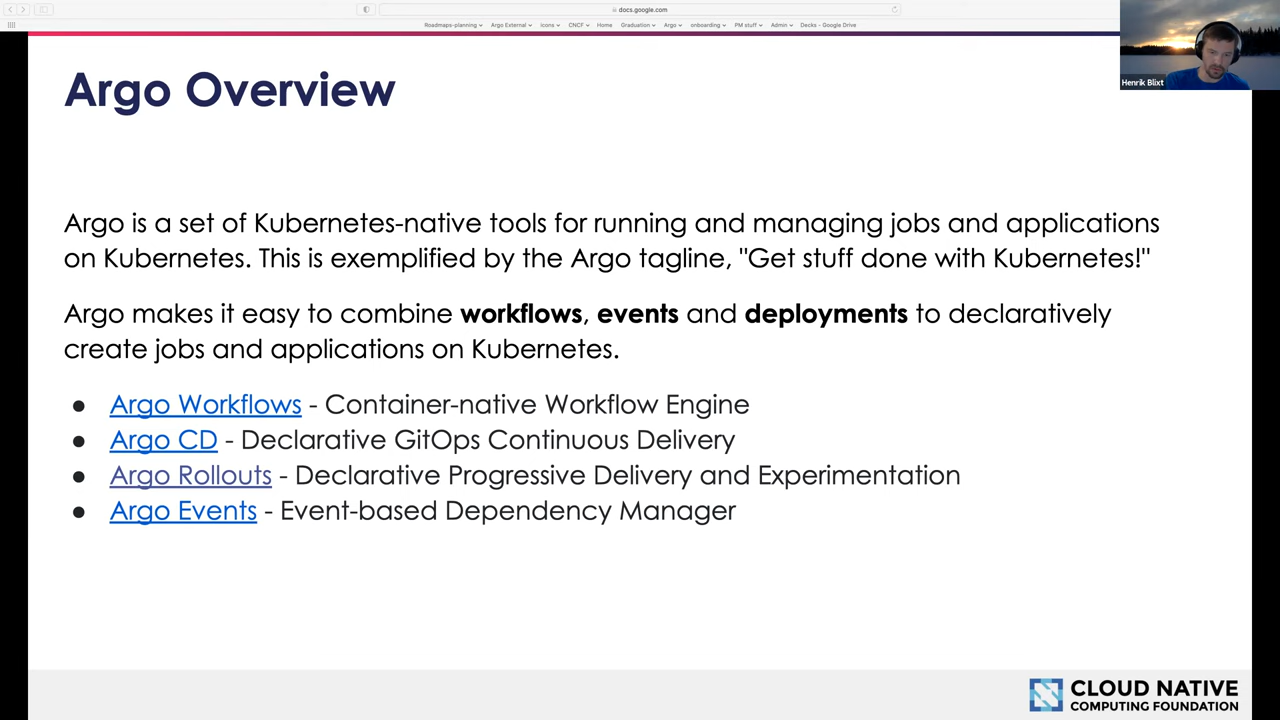 docs.google.com
Roadmaps-planning Argo External Icons CNCF Home Graduation Argo onboarding PM stuff Admin Decks - Google Drive
Henrik Blixt
Argo Overview
Argo is a set of Kubernetes-native tools for running and managing jobs and applications
on Kubernetes. This is exemplified by the Argo tagline, "Get stuff done with Kubernetes!"
Argo makes it easy to combine workflows, events and deployments to declaratively
create jobs and applications on Kubernetes.
● Argo Workflows - Container-native Workflow Engine
● Argo CD - Declarative GitOps Continuous Delivery
● Argo Rollouts - Declarative Progressive Delivery and Experimentation
● Argo Events - Event-based Dependency Manager
CLOUD NATIVE
COMPUTING FOUNDATION